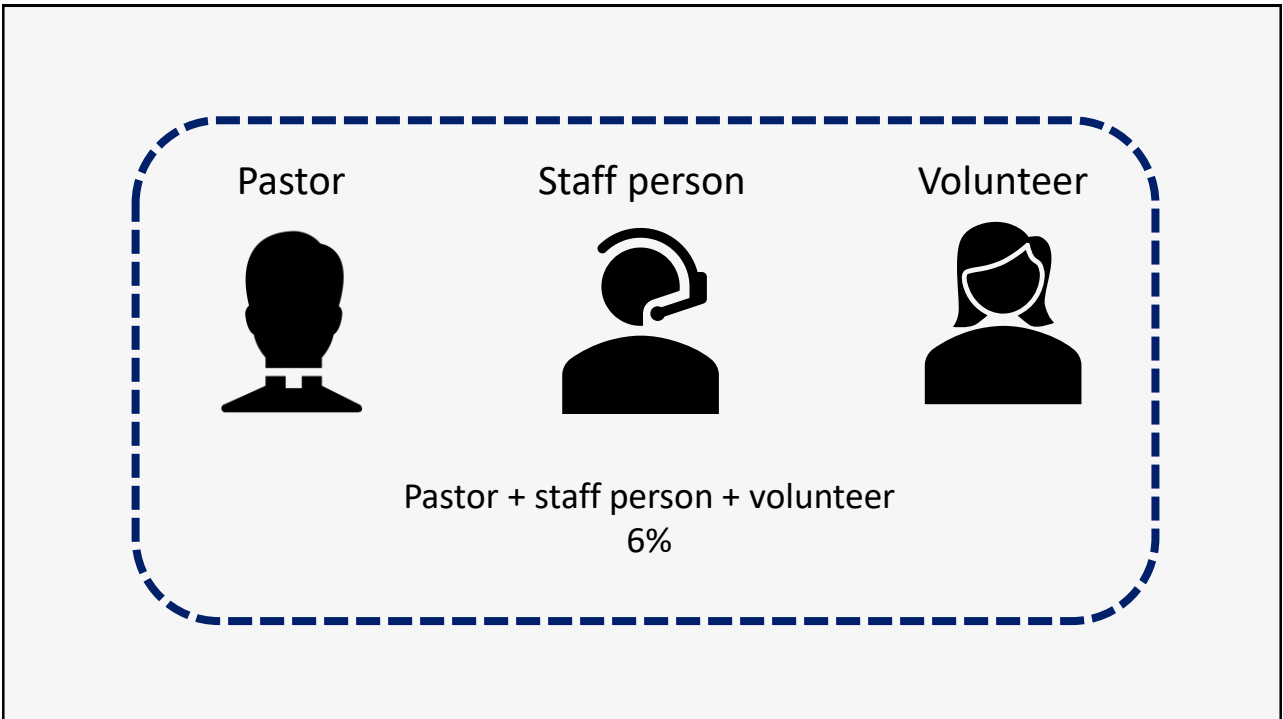 Pastor
Staff person
Volunteer
Pastor + staff person + volunteer
6%